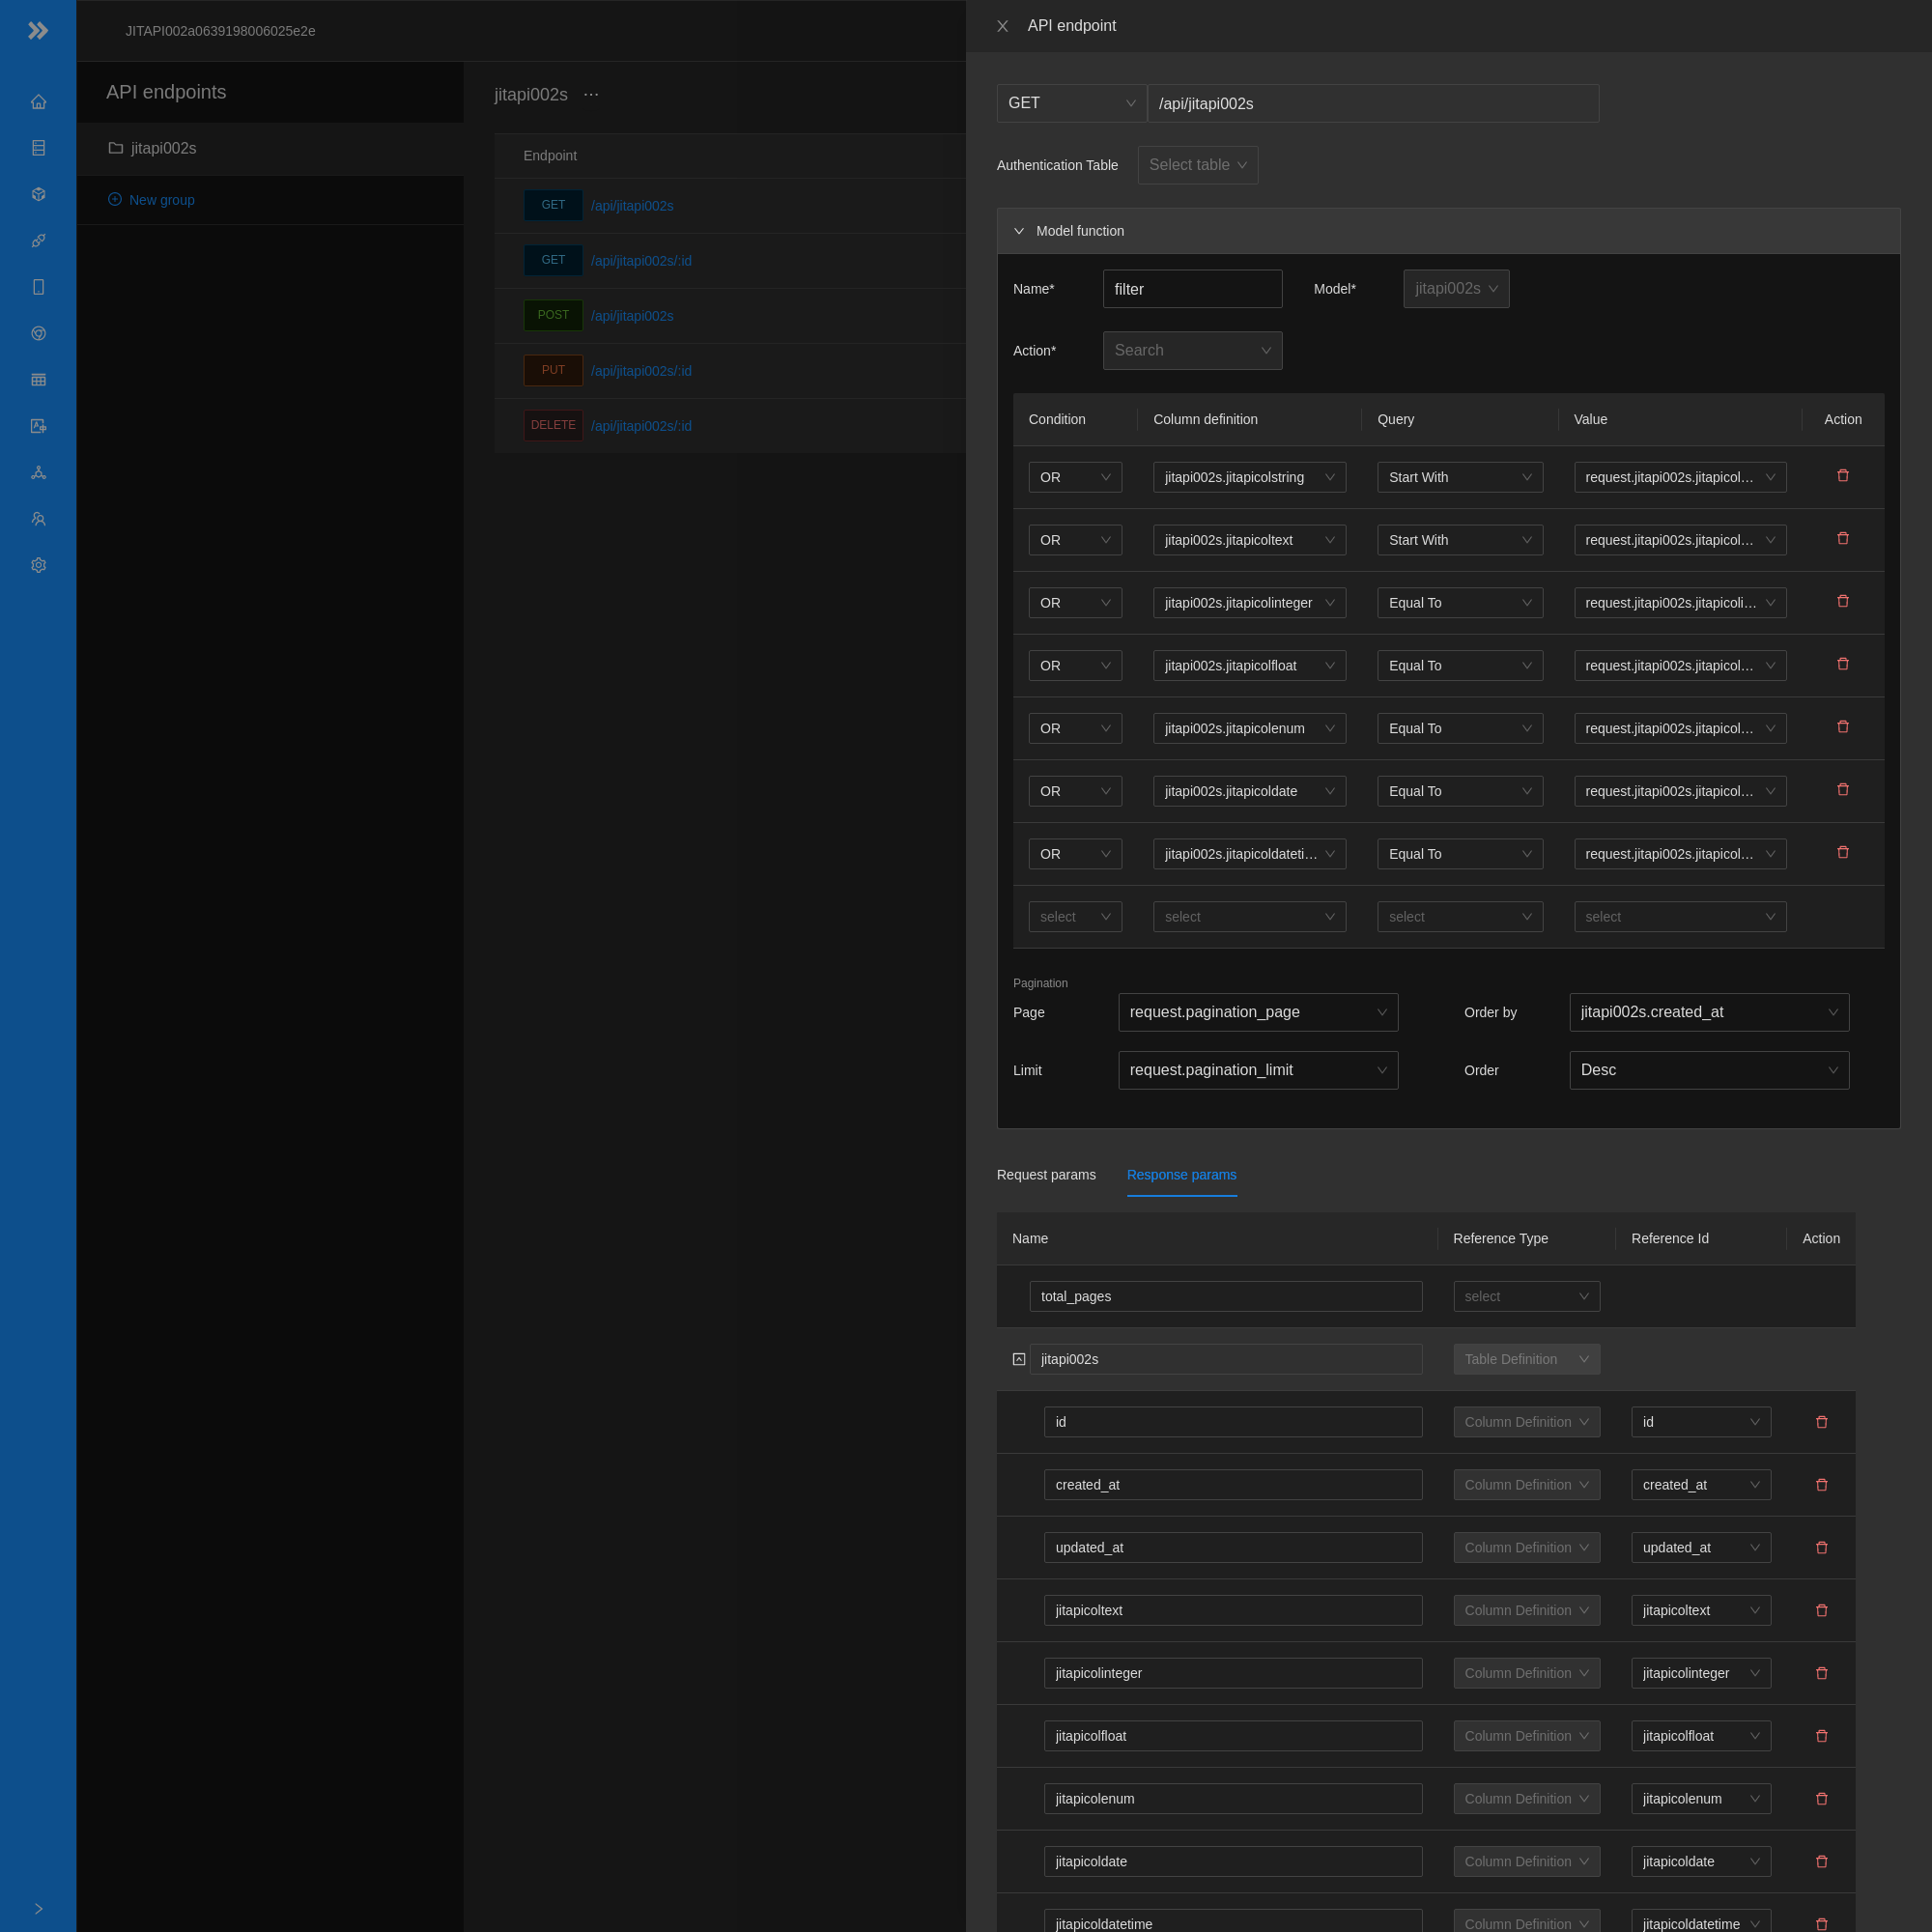 JITAPI002a0639198006025e2e
API endpoints
jitapi002s
New group
jitapi002s ...
Endpoint
GET /api/jitapi002s
GET /api/jitapi002s/:id
POST /api/jitapi002s
PUT /api/jitapi002s/:id
DELETE /api/jitapi002s/:id
API endpoint
GET /api/jitapi002s
Authentication Table Select table
Model function
Name* filter Model* jitapi002s
Action* Search
Condition Column definition Query Value Action
OR jitapi002s.jitapicolstring Start With request.jitapi002s.jitapicol...
OR jitapi002s.jitapicoltext Start With request.jitapi002s.jitapicol...
OR jitapi002s.jitapicolinteger Equal To request.jitapi002s.jitapicoli...
OR jitapi002s.jitapicolfloat Equal To request.jitapi002s.jitapicol...
OR jitapi002s.jitapicolenum Equal To request.jitapi002s.jitapicol...
OR jitapi002s.jitapicoldate Equal To request.jitapi002s.jitapicol...
OR jitapi002s.jitapicoldateti... Equal To request.jitapi002s.jitapicol...
select select select select
Pagination
Page request.pagination_page Order by jitapi002s.created_at
Limit request.pagination_limit Order Desc
Request params Response params
Name Reference Type Reference Id Action
total_pages select
jitapi002s Table Definition
id Column Definition id
created_at Column Definition created_at
updated_at Column Definition updated_at
jitapicoltext Column Definition jitapicoltext
jitapicolinteger Column Definition jitapicolinteger
jitapicolfloat Column Definition jitapicolfloat
jitapicolenum Column Definition jitapicolenum
jitapicoldate Column Definition jitapicoldate
jitapicoldatetime Column Definition jitapicoldatetime